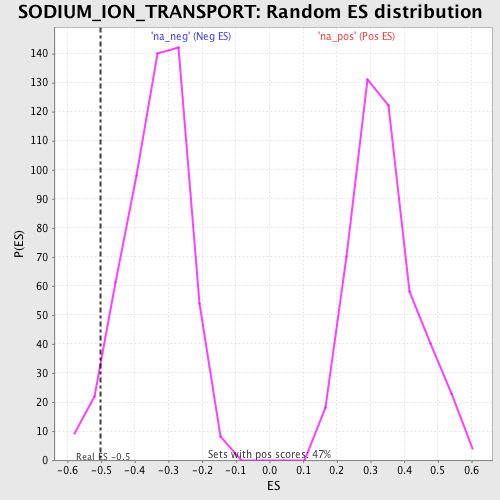 SODIUM_ION_TRANSPORT: Random ES distribution
'na_neg' (Neg ES) 'na_pos' (Pos ES)
140
130
120
110
100
90
80
70
60
50
40
30
20
10
0
P(ES)
Real ES -0.5
Sets with pos scores: 47%
-0.6 -0.5 -0.4 -0.3 -0.2 -0.1 0.0 0.1 0.2 0.3 0.4 0.5 0.6
ES